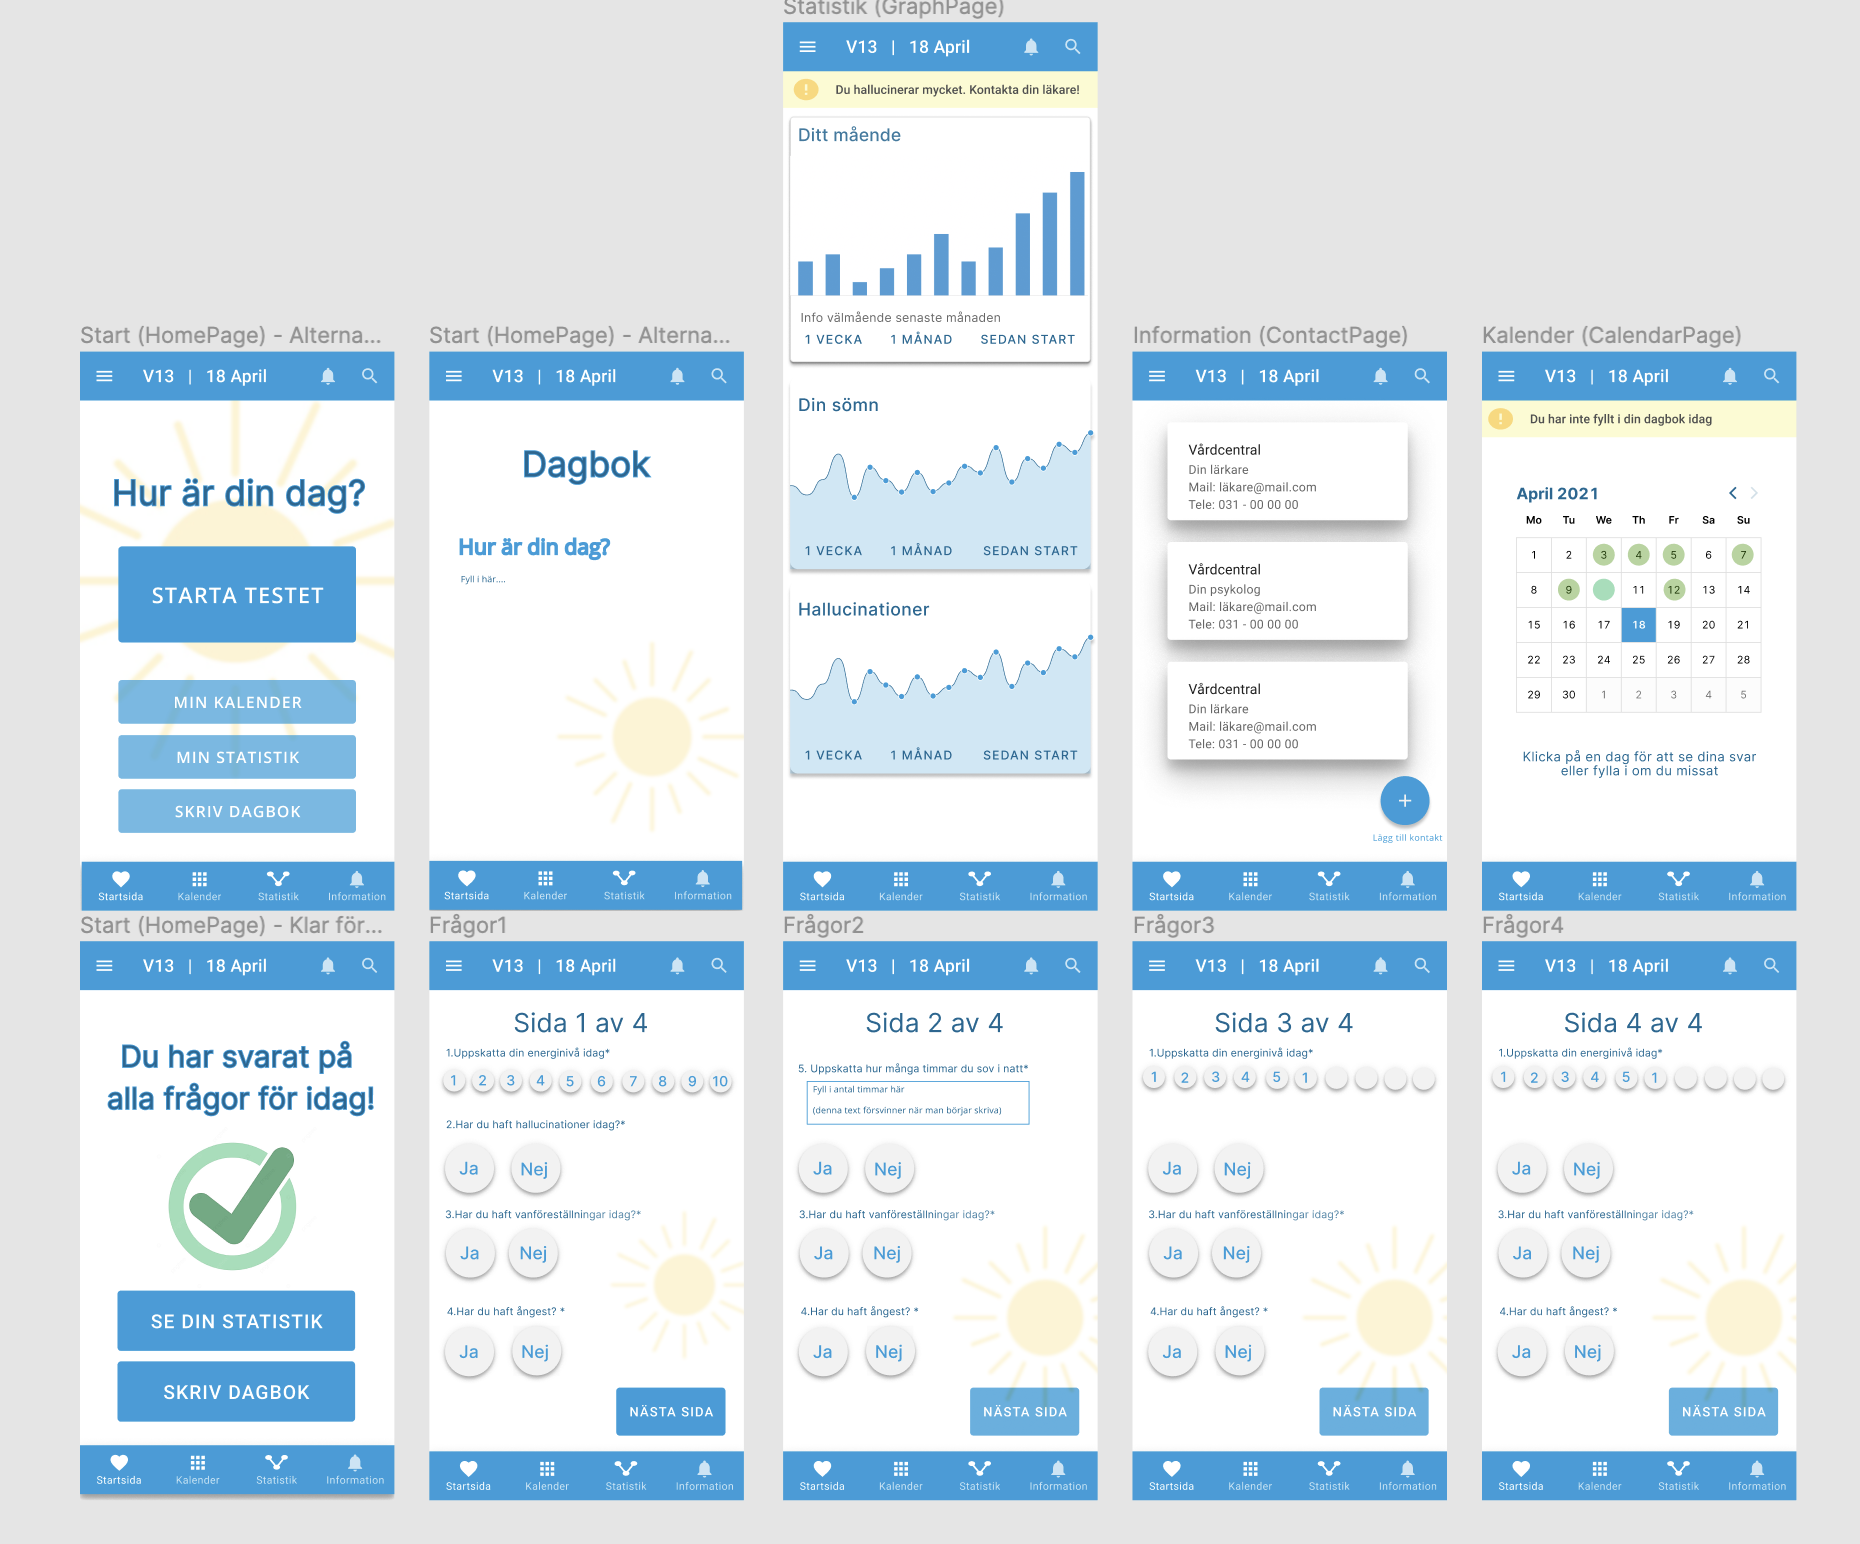 Statistik (GraphPage)
V13 | 18 April
Du hallucinerar mycket. Kontakta din läkare!
Ditt mående
Info välmående senaste månaden
1 VECKA 1 MÅNAD SEDAN START
Din sömn
1 VECKA 1 MÅNAD SEDAN START
Hallucinationer
1 VECKA 1 MÅNAD SEDAN START
Startsida Kalender Statistik Information
Start (HomePage) - Alterna...
V13 | 18 April
Hur är din dag?
STARTA TESTET
MIN KALENDER
MIN STATISTIK
SKRIV DAGBOK
Startsida Kalender Statistik Information
Start (HomePage) - Alterna...
V13 | 18 April
Dagbok
Hur är din dag?
Fyll i här....
Startsida Kalender Statistik Information
Information (ContactPage)
V13 | 18 April
Vårdcentral
Din lärkare
Mail: läkare@mail.com
Tele: 031 - 00 00 00
Vårdcentral
Din psykolog
Mail: läkare@mail.com
Tele: 031 - 00 00 00
Vårdcentral
Din lärkare
Mail: läkare@mail.com
Tele: 031 - 00 00 00
+
Lägg till kontakt
Startsida Kalender Statistik Information
Kalender (CalendarPage)
V13 | 18 April
Du har inte fyllt i din dagbok idag
April 2021
Mo Tu We Th Fr Sa Su
1 2 3 4 5 6 7
8 9 11 12 13 14
15 16 17 18 19 20 21
22 23 24 25 26 27 28
29 30 1 2 3 4 5
Klicka på en dag för att se dina svar
eller fylla i om du missat
Startsida Kalender Statistik Information
Start (HomePage) - Klar för...
V13 | 18 April
Du har svarat på
alla frågor för idag!
SE DIN STATISTIK
SKRIV DAGBOK
Startsida Kalender Statistik Information
Frågor1
V13 | 18 April
Sida 1 av 4
1.Uppskatta din energinivå idag*
1 2 3 4 5 6 7 8 9 10
2.Har du haft hallucinationer idag?*
Ja Nej
3.Har du haft vanföreställningar idag?*
Ja Nej
4.Har du haft ångest? *
Ja Nej
NÄSTA SIDA
Startsida Kalender Statistik Information
Frågor2
V13 | 18 April
Sida 2 av 4
5. Uppskatta hur många timmar du sov i natt*
Fyll i antal timmar här
(denna text försvinner när man börjar skriva)
Ja Nej
3.Har du haft vanföreställningar idag?*
Ja Nej
4.Har du haft ångest? *
Ja Nej
NÄSTA SIDA
Startsida Kalender Statistik Information
Frågor3
V13 | 18 April
Sida 3 av 4
1.Uppskatta din energinivå idag*
1 2 3 4 5 1
Ja Nej
3.Har du haft vanföreställningar idag?*
Ja Nej
4.Har du haft ångest? *
Ja Nej
NÄSTA SIDA
Startsida Kalender Statistik Information
Frågor4
V13 | 18 April
Sida 4 av 4
1.Uppskatta din energinivå idag*
1 2 3 4 5 1
Ja Nej
3.Har du haft vanföreställningar idag?*
Ja Nej
4.Har du haft ångest? *
Ja Nej
NÄSTA SIDA
Startsida Kalender Statistik Information